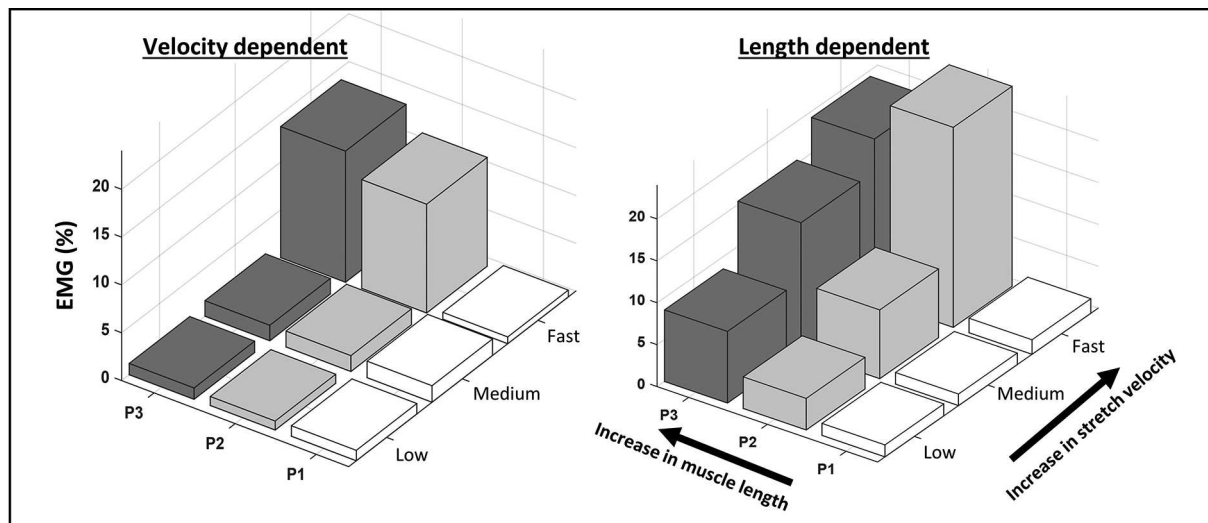 Velocity dependent
EMG (%)
20
15
10
5
0
P3
P2
P1
Low
Medium
Fast
Length dependent
20
15
10
5
0
P3
P2
P1
Low
Medium
Fast
Increase in muscle length
Increase in stretch velocity